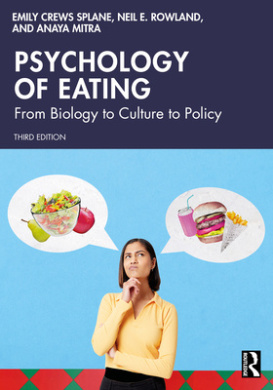 EMILY CREWS SPLANE, NEIL E. ROWLAND,
AND ANAYA MITRA
PSYCHOLOGY
OF EATING
From Biology to Culture to Policy
THIRD EDITION
ROUTLEDGE